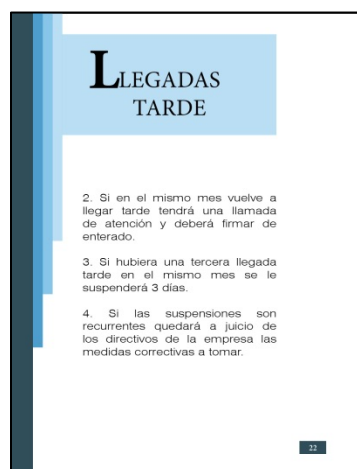 LLEGADAS
TARDE
2. Si en el mismo mes vuelve a
llegar tarde tendrá una llamada
de atención y deberá firmar de
enterado.
3. Si hubiera una tercera llegada
tarde en el mismo mes se le
suspenderá 3 días.
4. Si las suspensiones son
recurrentes quedará a juicio de
los directivos de la empresa las
medidas correctivas a tomar.
22